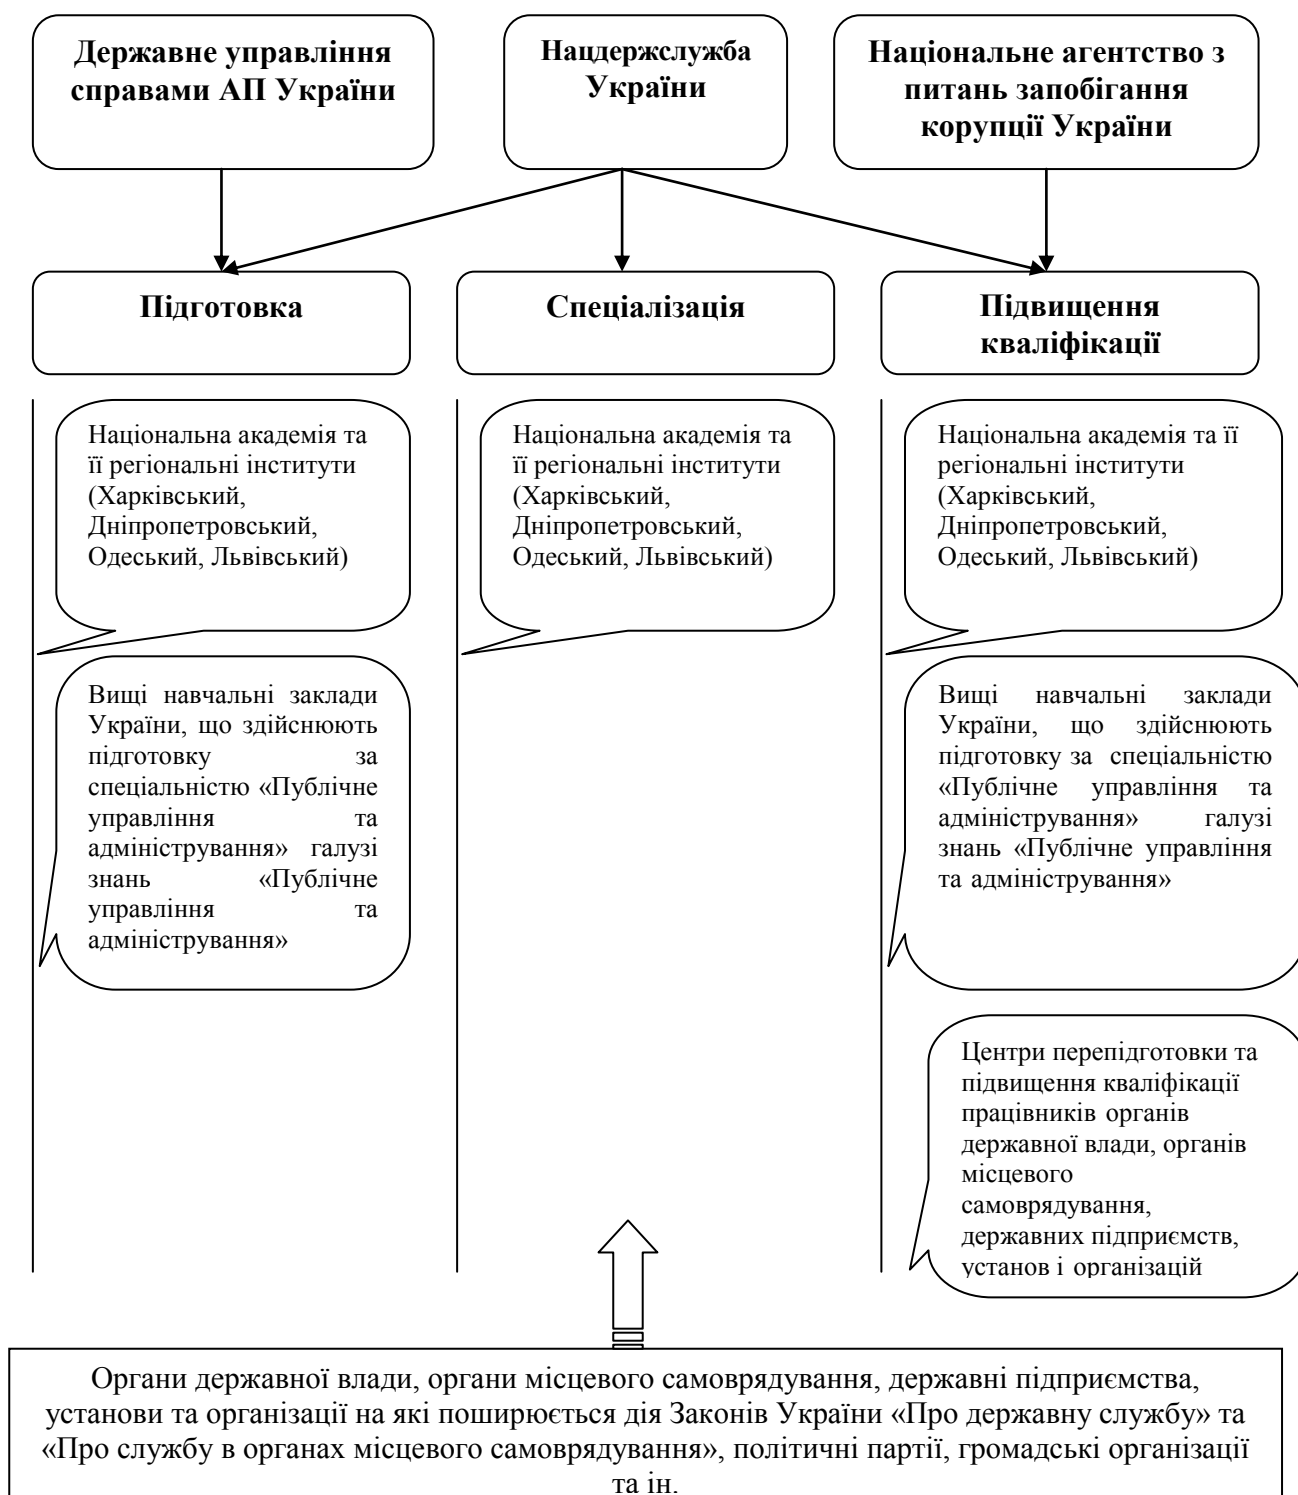 Державне управління
справами АП України
Нацдержслужба
України
Національне агентство з
питань запобігання
корупції України
Підготовка
Спеціалізація
Підвищення
кваліфікації
Національна академія та
її регіональні інститути
(Харківський,
Дніпропетровський,
Одеський, Львівський)
Вищі навчальні заклади
України, що здійснюють
підготовку за
спеціальністю «Публічне
управління та
адміністрування» галузі
знань «Публічне
управління та
адміністрування»
Національна академія та
її регіональні інститути
(Харківський,
Дніпропетровський,
Одеський, Львівський)
Національна академія та її
регіональні інститути
(Харківський,
Дніпропетровський,
Одеський, Львівський)
Вищі навчальні заклади
України, що здійснюють
підготовку за спеціальністю
«Публічне управління та
адміністрування» галузі
знань «Публічне управління
та адміністрування»
Центри перепідготовки та
підвищення кваліфікації
працівників органів
державної влади, органів
місцевого
самоврядування,
державних підприємств,
установ і організацій
Органи державної влади, органи місцевого самоврядування, державні підприємства,
установи та організації на які поширюється дія Законів України «Про державну службу» та
«Про службу в органах місцевого самоврядування», політичні партії, громадські організації
та ін.